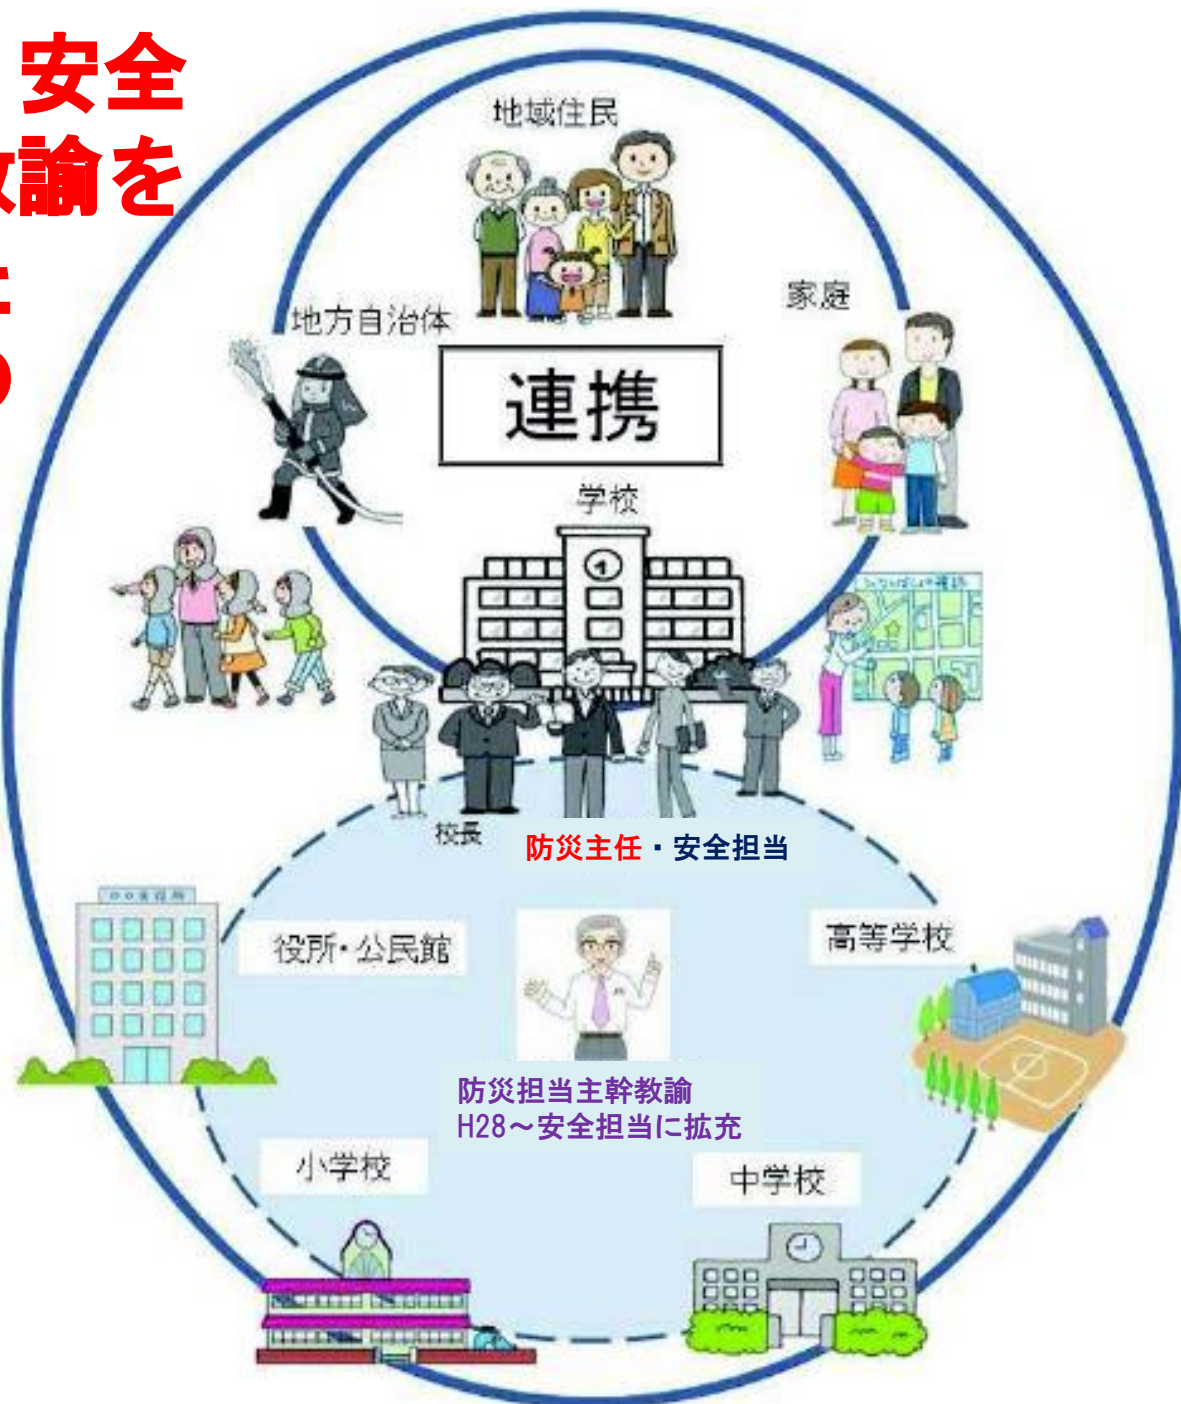 安全
教諭を
地域住民
家庭
地方自治体
連携
学校
校長
防災主任・安全担当
役所・公民館
高等学校
防災担当主幹教諭
H28～安全担当に拡充
小学校
中学校